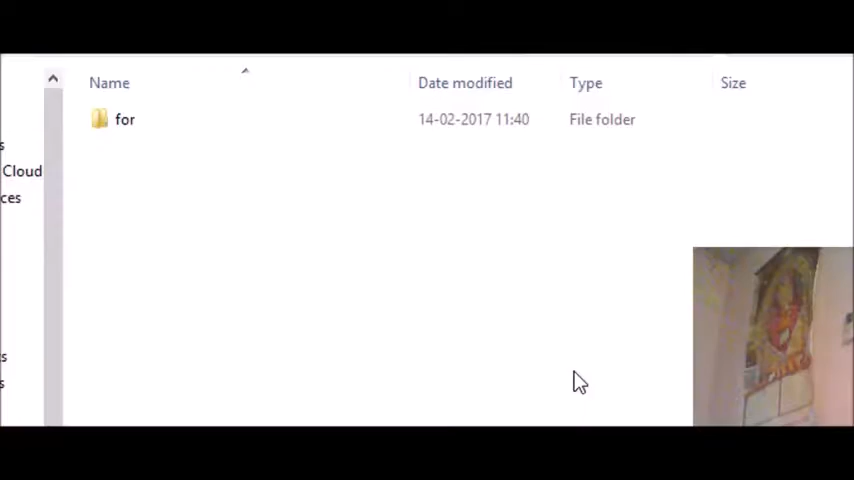 Name Date modified Type Size
for 14-02-2017 11:40 File folder
s
Cloud
ces
s
s